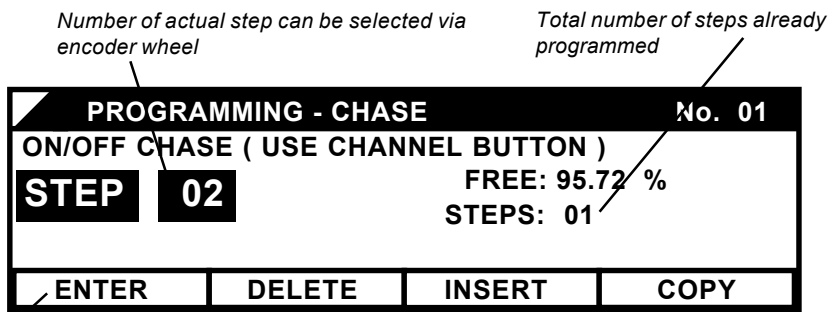 Number of actual step can be selected via
encoder wheel
Total number of steps already
programmed
PROGRAMMING - CHASE No. 01
ON/OFF CHASE ( USE CHANNEL BUTTON )
STEP 02 FREE: 95.72 %
STEPS: 01
ENTER DELETE INSERT COPY